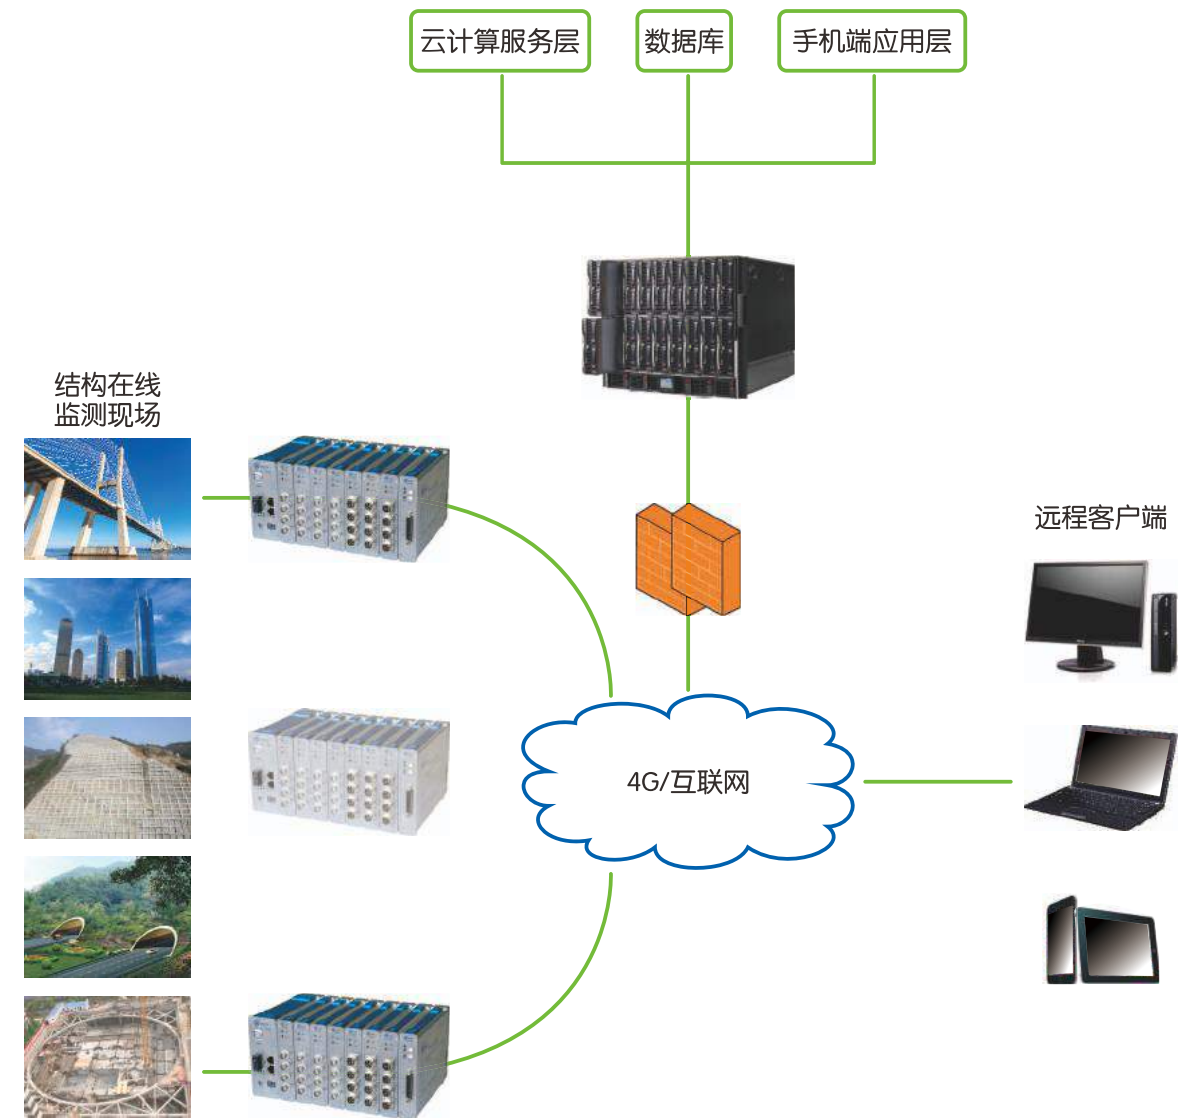 云计算服务层
数据库
手机端应用层
结构在线
监测现场
远程客户端
4G/互联网